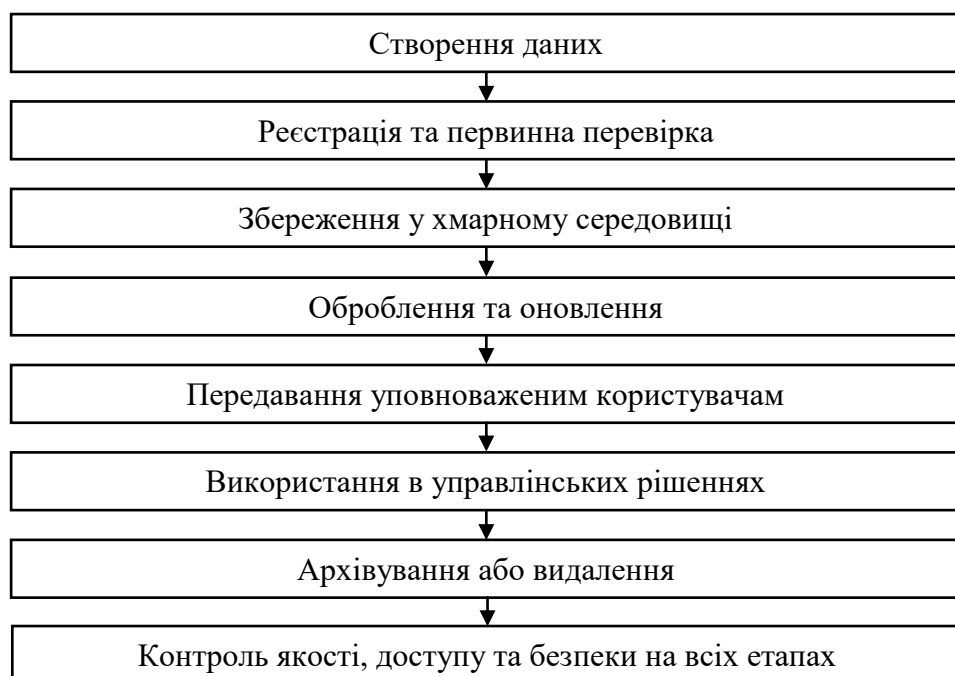 Створення даних
Реєстрація та первинна перевірка
Збереження у хмарному середовищі
Оброблення та оновлення
Передавання уповноваженим користувачам
Використання в управлінських рішеннях
Архівування або видалення
Контроль якості, доступу та безпеки на всіх етапах